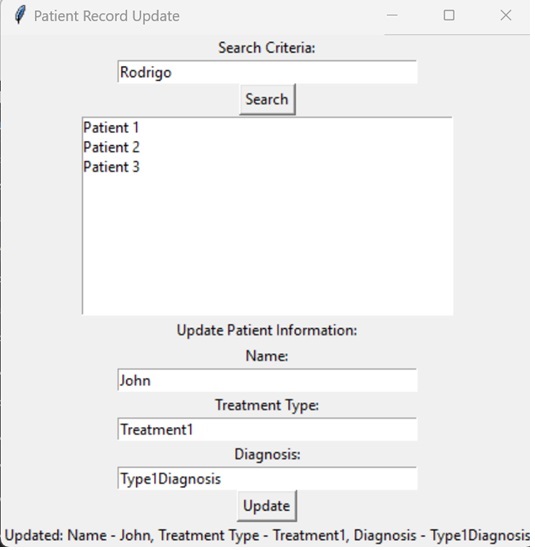 Patient Record Update
Search Criteria:
Rodrigo
Search
Patient 1
Patient 2
Patient 3
Update Patient Information:
Name:
John
Treatment Type:
Treatment1
Diagnosis:
Type1Diagnosis
Update
Updated: Name - John, Treatment Type - Treatment1, Diagnosis - Type1Diagnosis